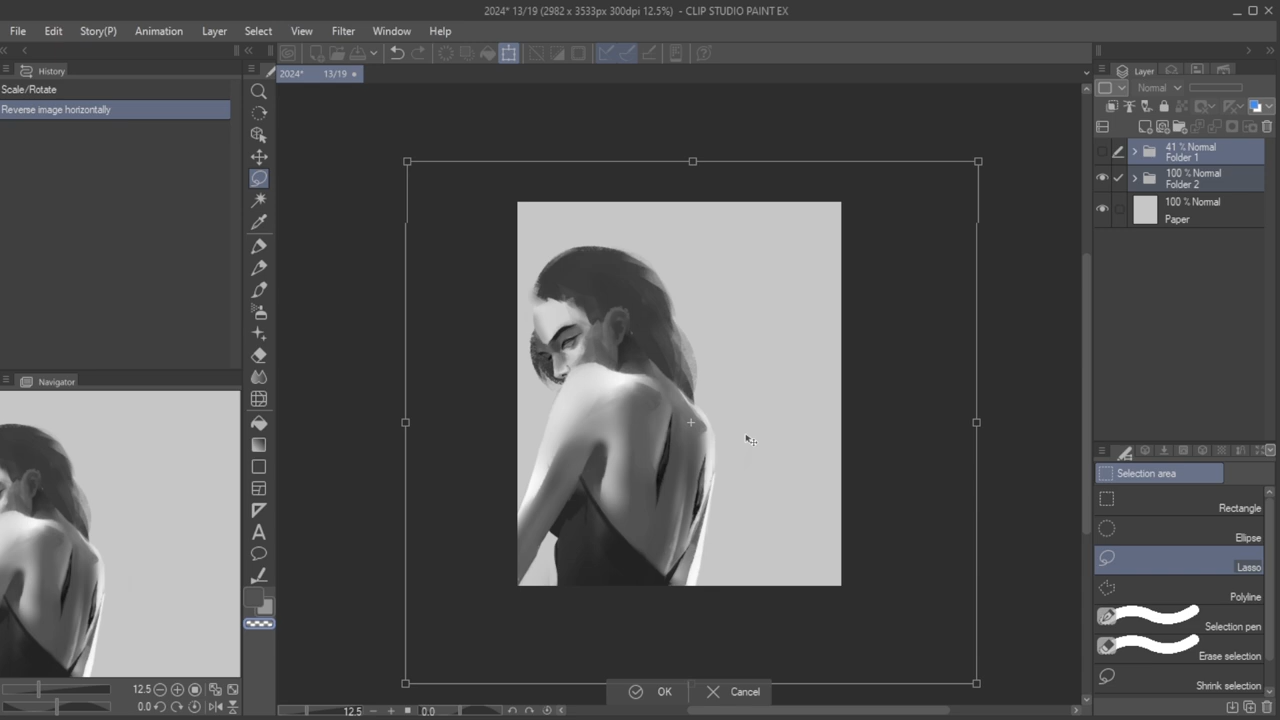 2024* 13/19 (2982 x 3533px 300dpi 12.5%) - CLIP STUDIO PAINT EX
File Edit Story(P) Animation Layer Select View Filter Window Help
History
Scale/Rotate
Reverse image horizontally
Navigator
12.5
0.0
2024* 13/19
A
OK Cancel
12.5 0.0
Layer
Normal
41 % Normal
Folder 1
100 % Normal
Folder 2
100 % Normal
Paper
Selection area
Rectangle
Ellipse
Lasso
Polyline
Selection pen
Erase selection
Shrink selection